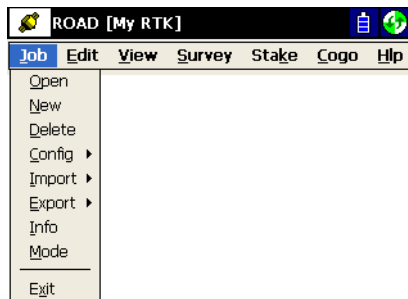 ROAD [My RTK]
Job Edit View Survey Stake Cogo Hlp
Open
New
Delete
Config
Import
Export
Info
Mode
Exit